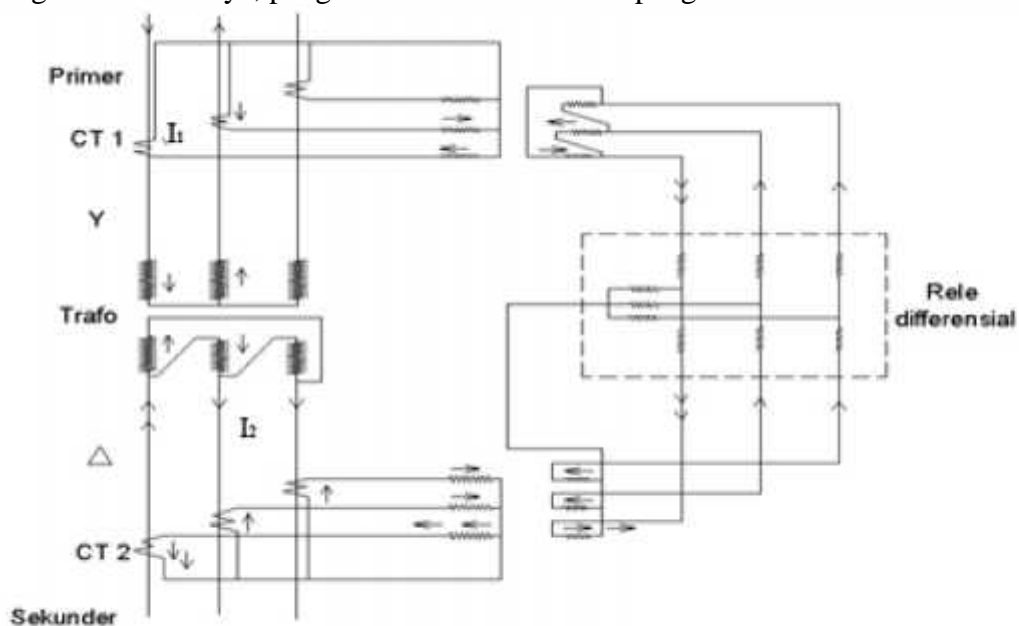 Primer
CT 1
I₁
Y
Trafo
Rele
differensial
I₂
△
CT 2
Sekunder